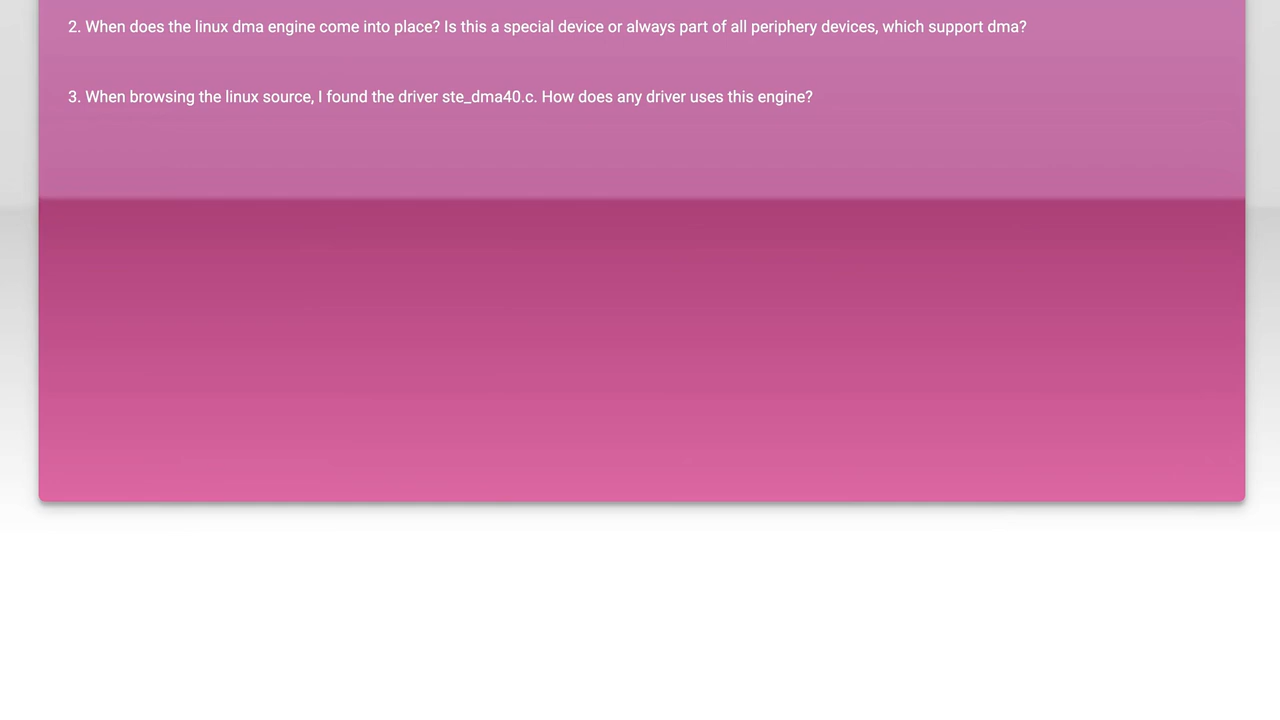 2. When does the linux dma engine come into place? Is this a special device or always part of all periphery devices, which support dma?
3. When browsing the linux source, I found the driver ste_dma40.c. How does any driver uses this engine?